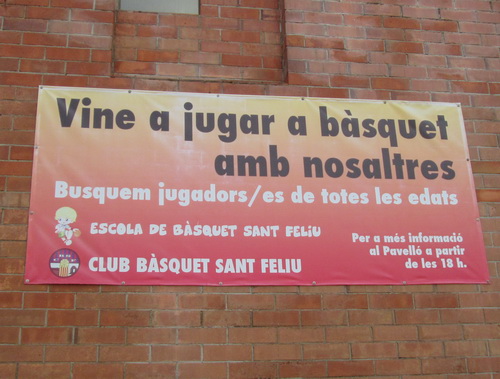 Vine a jugar a bàsquet
amb nosaltres
Busquem jugadors/es de totes les edats
ESCOLA DE BÀSQUET SANT FELIU
CLUB BÀSQUET SANT FELIU
Per a més informació
al Pavelló a partir
de les 18 h.